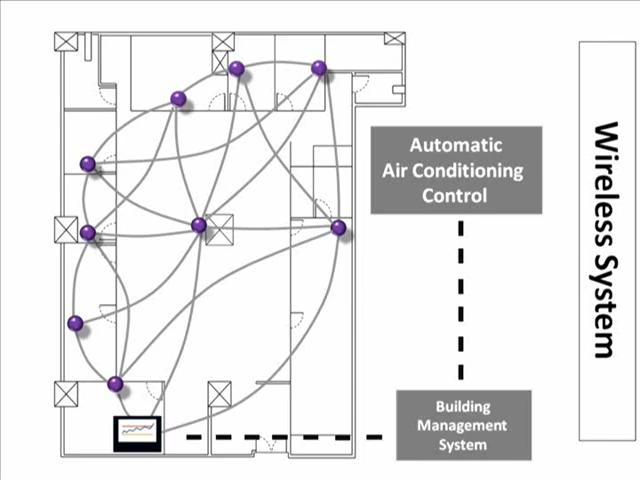 Automatic
Air Conditioning
Control
Wireless System
Building
Management
System